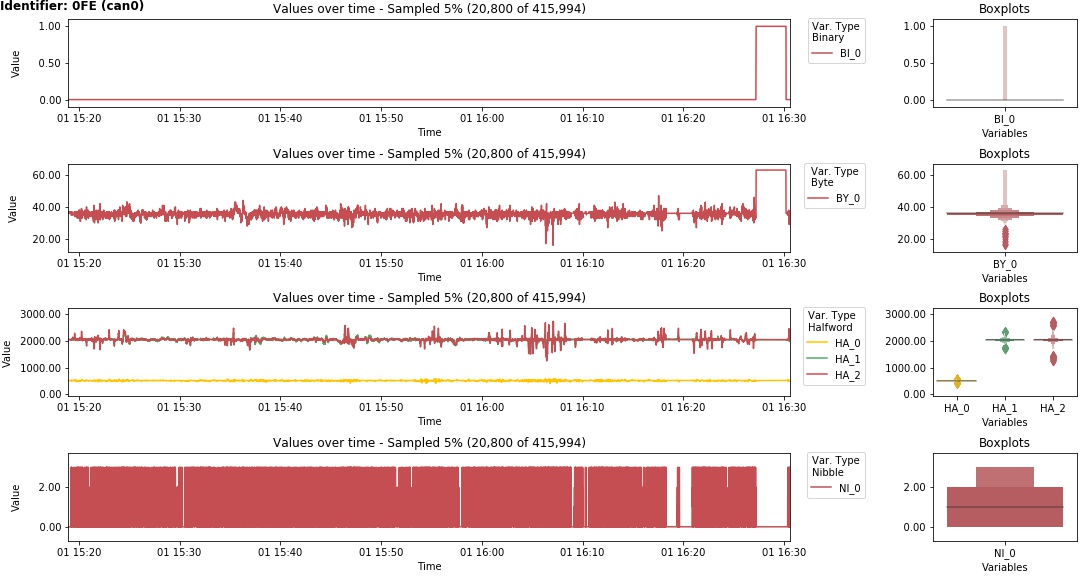 Identifier: 0FE (can0)
Values over time - Sampled 5% (20,800 of 415,994)
Boxplots
Value
1.00
0.50
0.00
01 15:20 01 15:30 01 15:40 01 15:50 01 16:00 01 16:10 01 16:20 01 16:30
Time
Var. Type
Binary
BI_0
1.00
0.50
0.00
BI_0
Variables
Values over time - Sampled 5% (20,800 of 415,994)
Boxplots
Value
60.00
40.00
20.00
01 15:20 01 15:30 01 15:40 01 15:50 01 16:00 01 16:10 01 16:20 01 16:30
Time
Var. Type
Byte
BY_0
60.00
40.00
20.00
BY_0
Variables
Values over time - Sampled 5% (20,800 of 415,994)
Boxplots
Value
3000.00
2000.00
1000.00
0.00
01 15:20 01 15:30 01 15:40 01 15:50 01 16:00 01 16:10 01 16:20 01 16:30
Time
Var. Type
Halfword
HA_0
HA_1
HA_2
3000.00
2000.00
1000.00
0.00
HA_0 HA_1 HA_2
Variables
Values over time - Sampled 5% (20,800 of 415,994)
Boxplots
Value
2.00
0.00
01 15:20 01 15:30 01 15:40 01 15:50 01 16:00 01 16:10 01 16:20 01 16:30
Time
Var. Type
Nibble
NI_0
2.00
0.00
NI_0
Variables